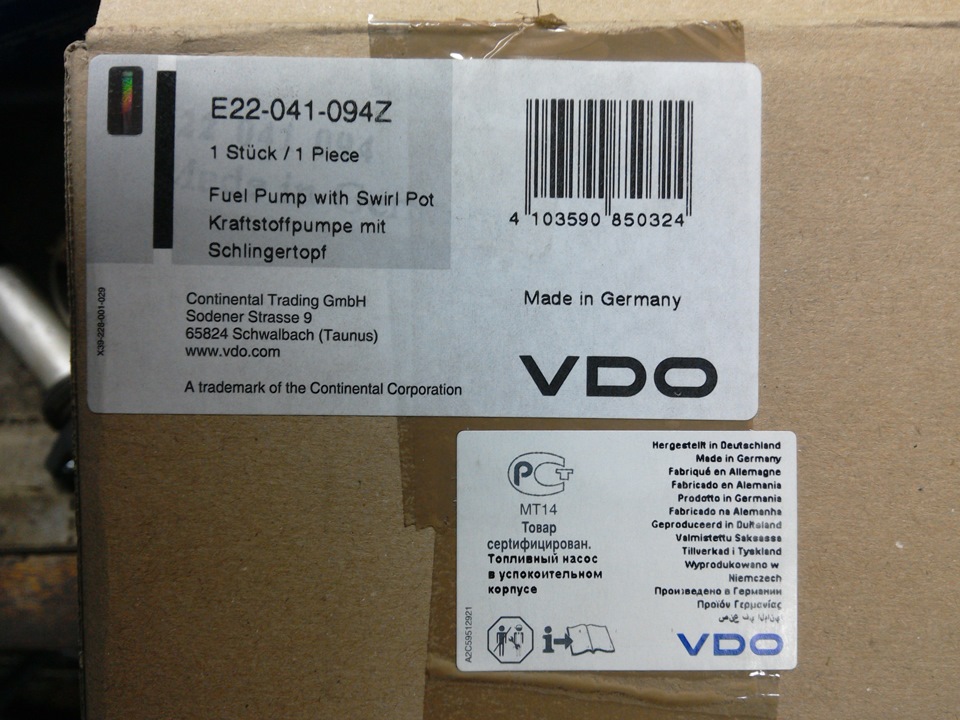 E22-041-094Z
1 Stück / 1 Piece
Fuel Pump with Swirl Pot
Kraftstoffpumpe mit
Schlingertopf
4 103590 850324
Continental Trading GmbH
Sodener Strasse 9
65824 Schwalbach (Taunus)
www.vdo.com
A trademark of the Continental Corporation
Made in Germany
VDO
X39-228-001-029
РСТ
МТ14
Товар
сертифицирован.
Топливный насос
в успокоительном
корпусе
A2C59512921
Hergestellt in Deutschland
Made in Germany
Fabriqué en Allemagne
Fabricado en Alemania
Prodotto in Germania
Fabricado na Alemanha
Geproduceerd in Duitsland
Valmistettu Saksassa
Tillverkad i Tyskland
Wyprodukowano w
Niemczech
Произведено в Германии
Προϊόν Γερμανίας
VDO